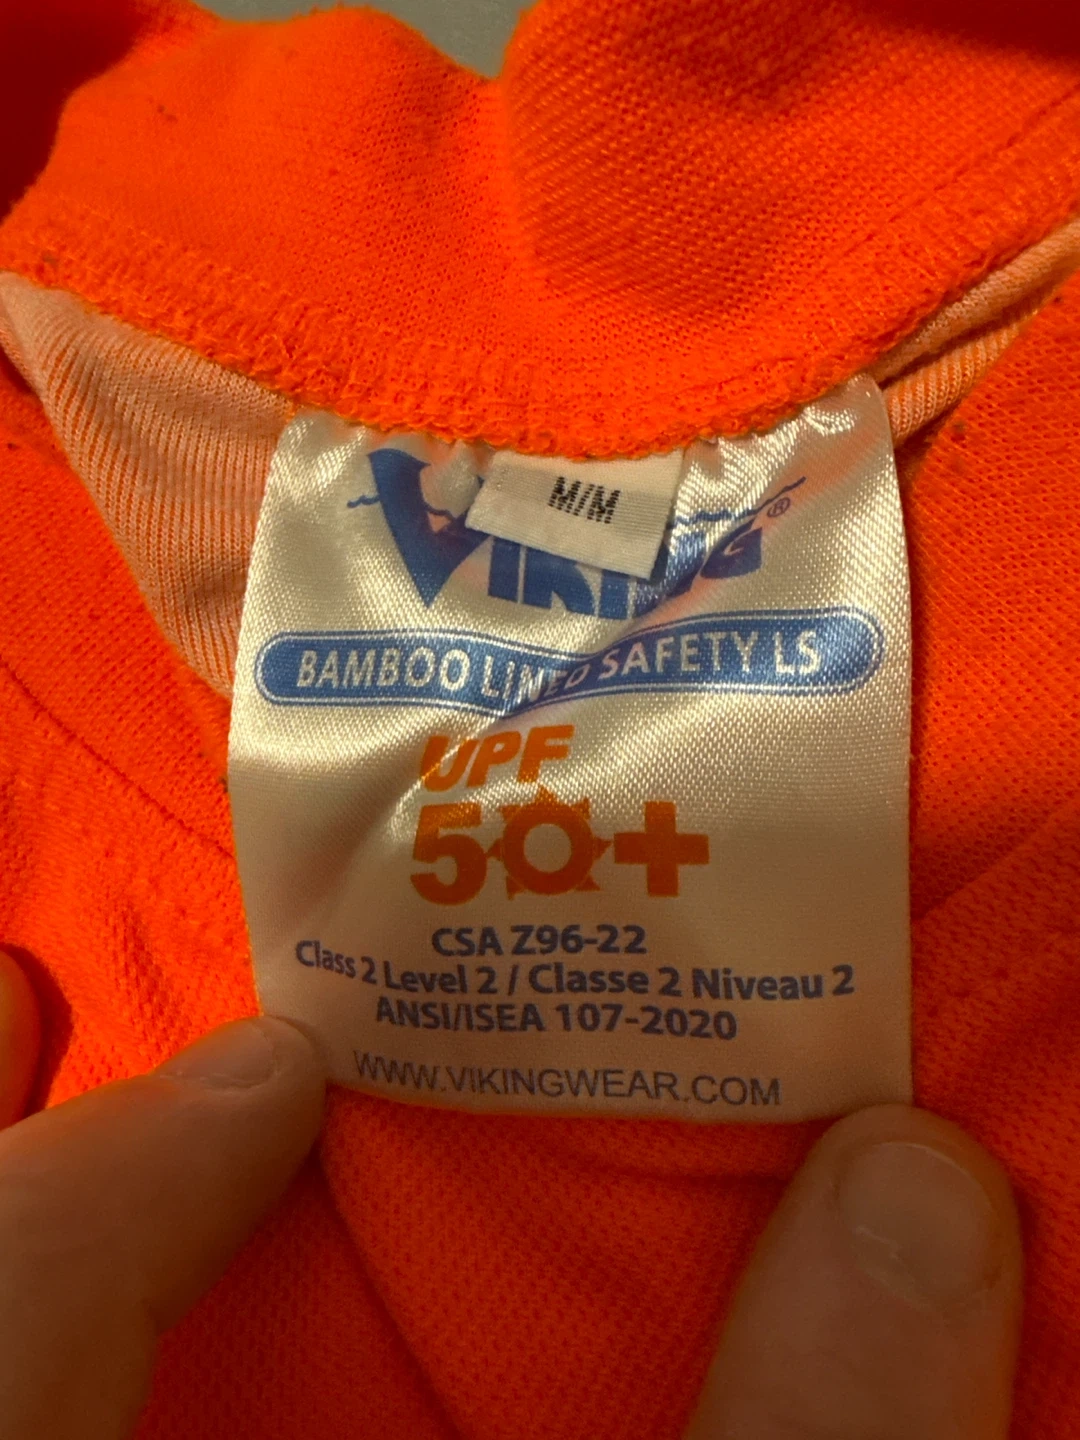 M/M
VIKING®
BAMBOO LINED SAFETY LS
UPF
50+
CSA Z96-22
Class 2 Level 2 / Classe 2 Niveau 2
ANSI/ISEA 107-2020
WWW.VIKINGWEAR.COM